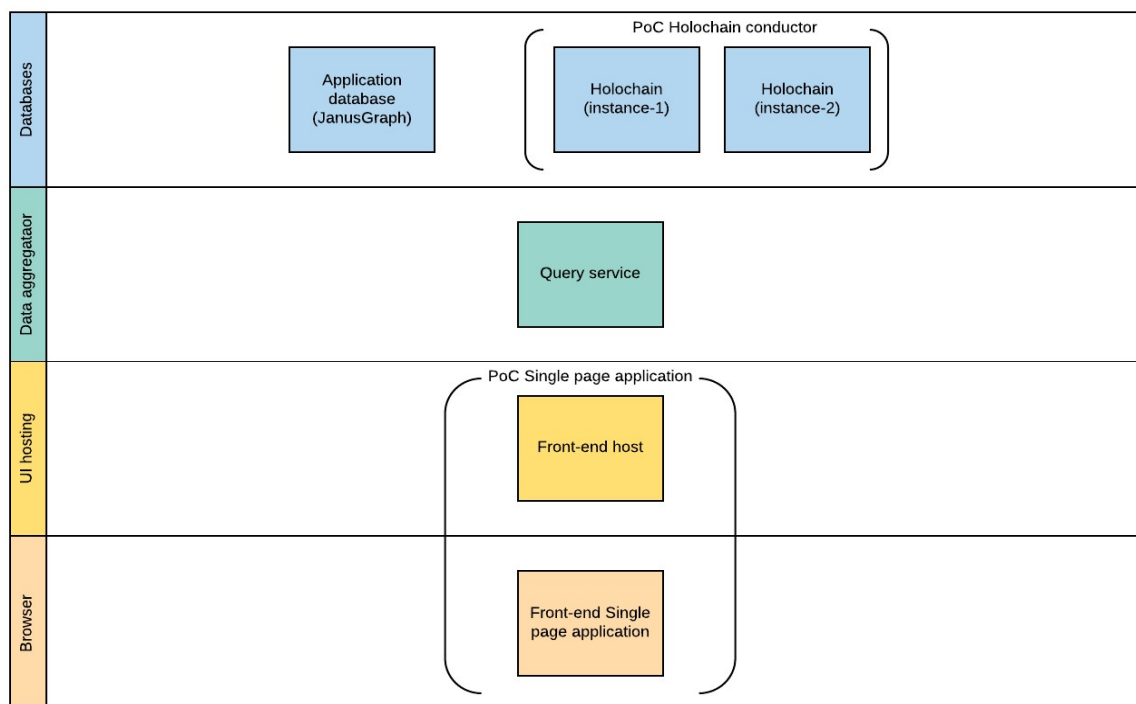 PoC Holochain conductor
Databases
Application
database
(JanusGraph)
Holochain
(instance-1)
Holochain
(instance-2)
Data aggregataor
Query service
PoC Single page application
UI hosting
Front-end host
Browser
Front-end Single
page application